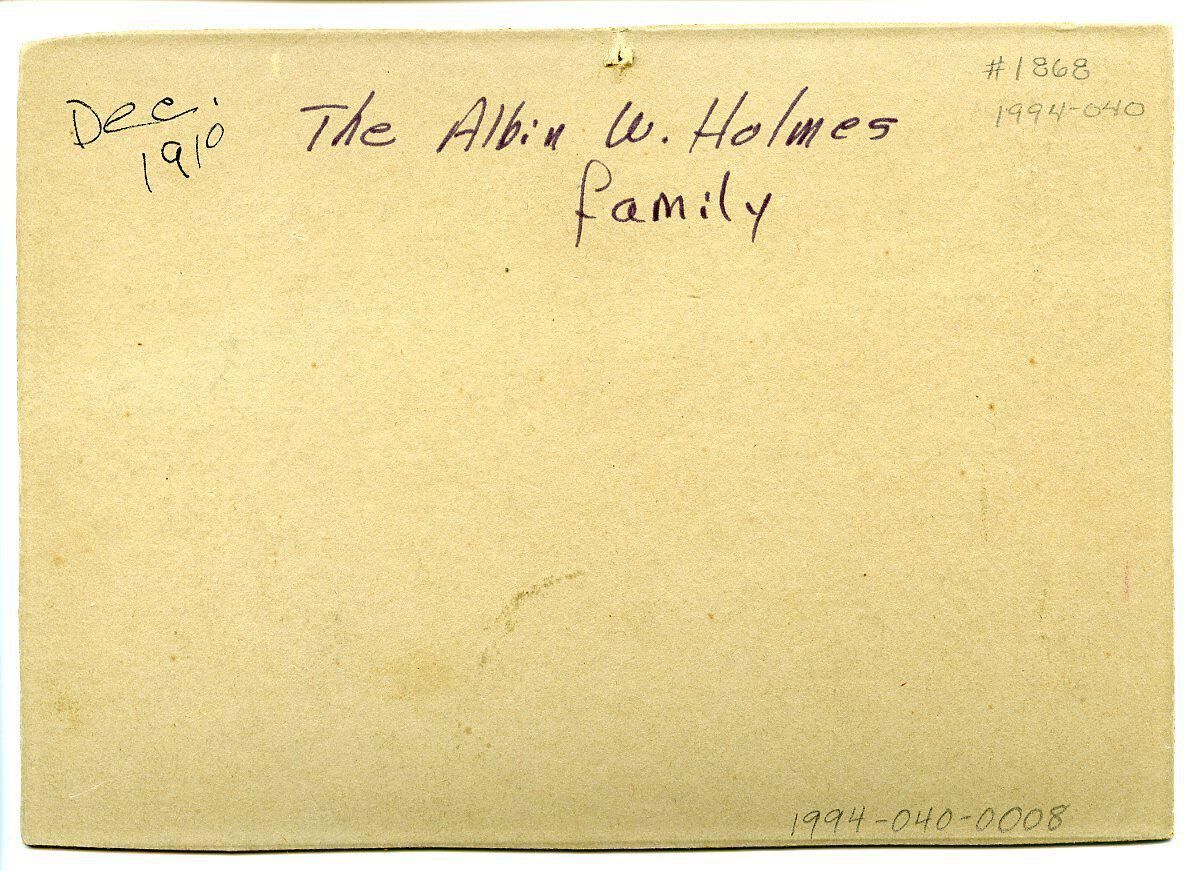 #1868
1994-040
Dec.
1910
The Albin W. Holmes
family
1994-040-0008